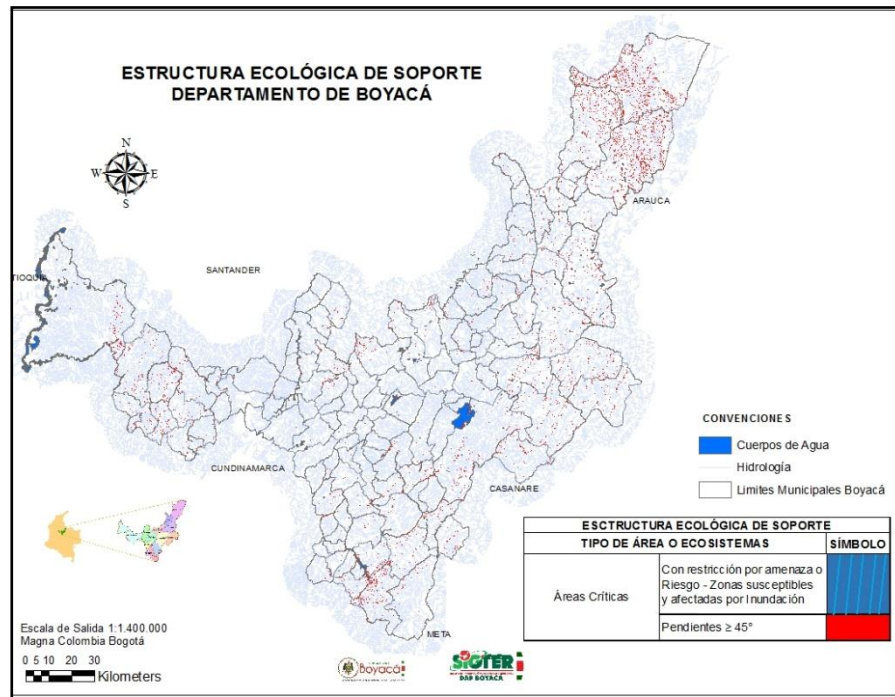 ESTRUCTURA ECOLÓGICA DE SOPORTE
DEPARTAMENTO DE BOYACÁ
N
W E
S
ARAUCA
SANTANDER
TIOQUIA
CUNDINAMARCA
CASANARE
META
CONVENCIONES
Cuerpos de Agua
Hidrología
Limites Municipales Boyacá
ESCTRUCTURA ECOLÓGICA DE SOPORTE
TIPO DE ÁREA O ECOSISTEMAS SÍMBOLO
Áreas Críticas
Con restricción por amenaza o
Riesgo - Zonas susceptibles
y afectadas por Inundación
Pendientes ≥ 45°
Escala de Salida 1:1.400.000
Magna Colombia Bogotá
0 5 10 20 30
Kilometers
Boyacá
SIGTER
DAP BOYACA